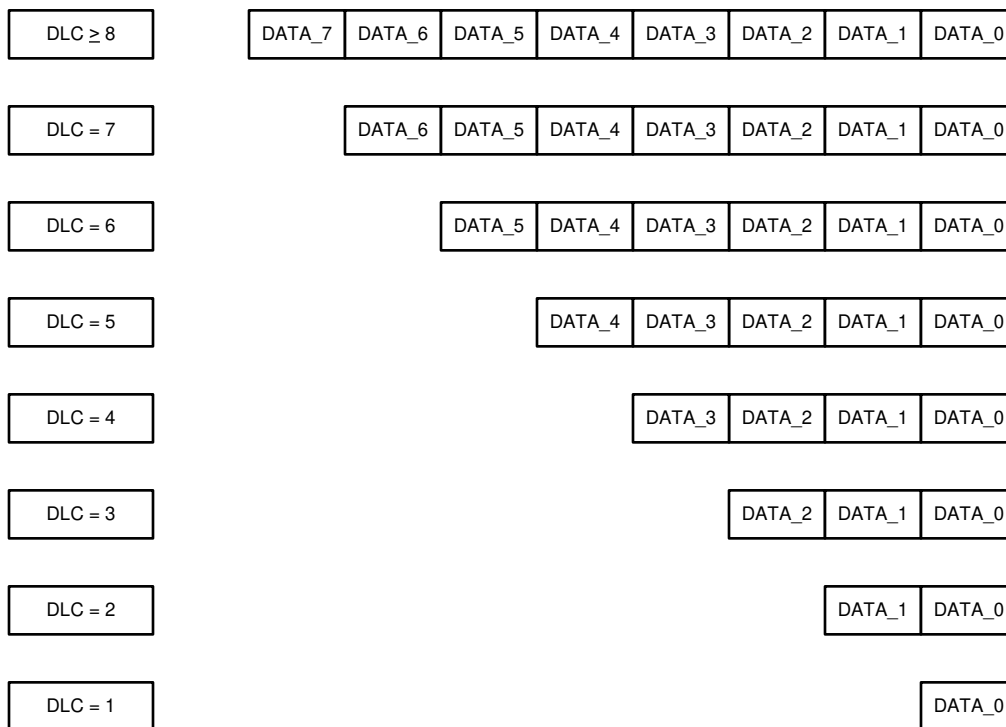 DLC ≥ 8 DATA_7 DATA_6 DATA_5 DATA_4 DATA_3 DATA_2 DATA_1 DATA_0
DLC = 7 DATA_6 DATA_5 DATA_4 DATA_3 DATA_2 DATA_1 DATA_0
DLC = 6 DATA_5 DATA_4 DATA_3 DATA_2 DATA_1 DATA_0
DLC = 5 DATA_4 DATA_3 DATA_2 DATA_1 DATA_0
DLC = 4 DATA_3 DATA_2 DATA_1 DATA_0
DLC = 3 DATA_2 DATA_1 DATA_0
DLC = 2 DATA_1 DATA_0
DLC = 1 DATA_0